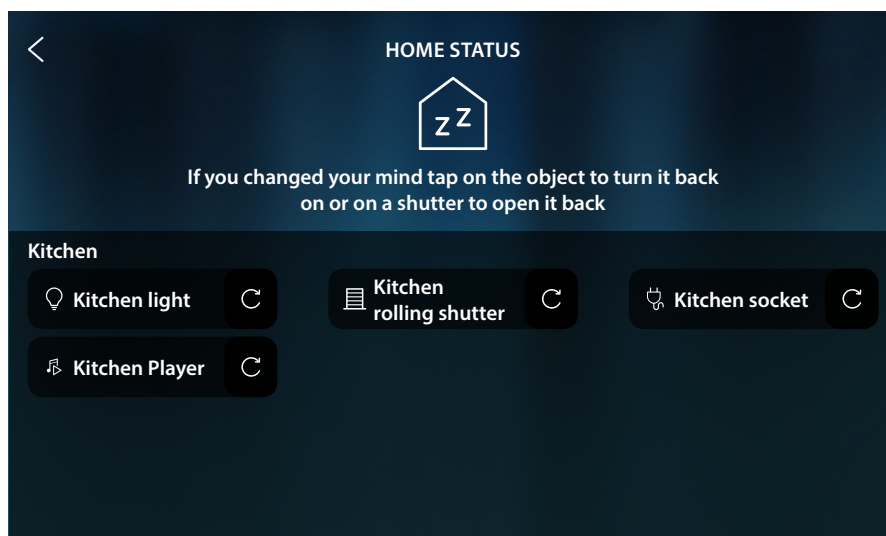 HOME STATUS
z Z
If you changed your mind tap on the object to turn it back
on or on a shutter to open it back
Kitchen
Kitchen light
Kitchen
rolling shutter
Kitchen socket
Kitchen Player